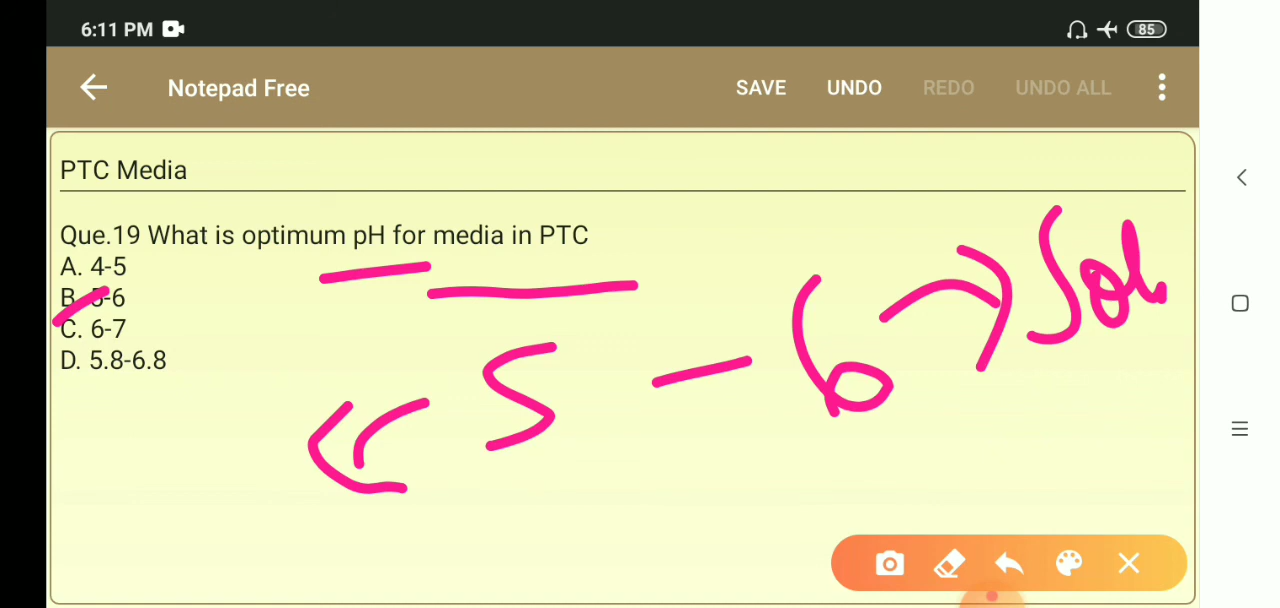 6:11 PM 85
Notepad Free SAVE UNDO REDO UNDO ALL
PTC Media
Que.19 What is optimum pH for media in PTC
A. 4-5
B. 5-6
C. 6-7
D. 5.8-6.8
5 - 6